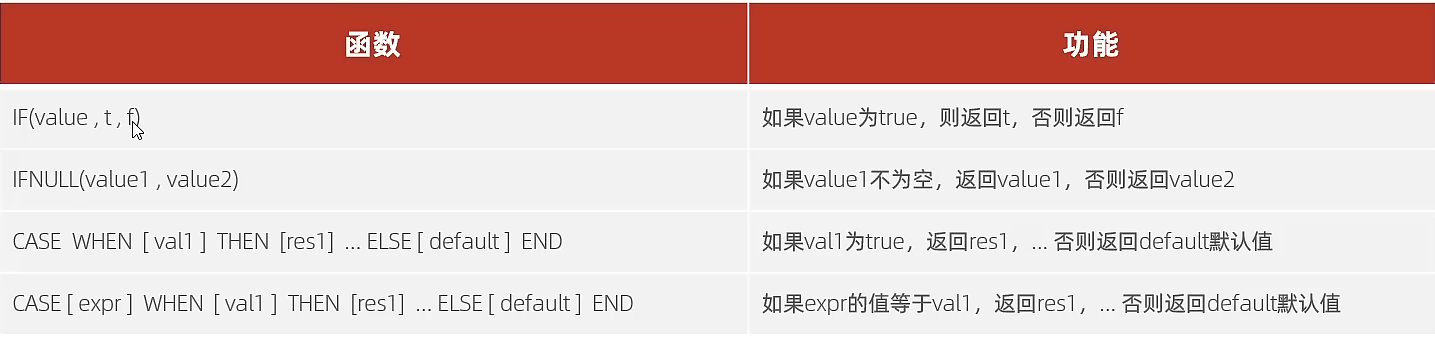 函数 功能
IF(value , t , f) 如果value为true，则返回t，否则返回f
IFNULL(value1 , value2) 如果value1不为空，返回value1，否则返回value2
CASE WHEN [ val1 ] THEN [res1] ... ELSE [ default ] END 如果val1为true，返回res1，... 否则返回default默认值
CASE [ expr ] WHEN [ val1 ] THEN [res1] ... ELSE [ default ] END 如果expr的值等于val1，返回res1，... 否则返回default默认值